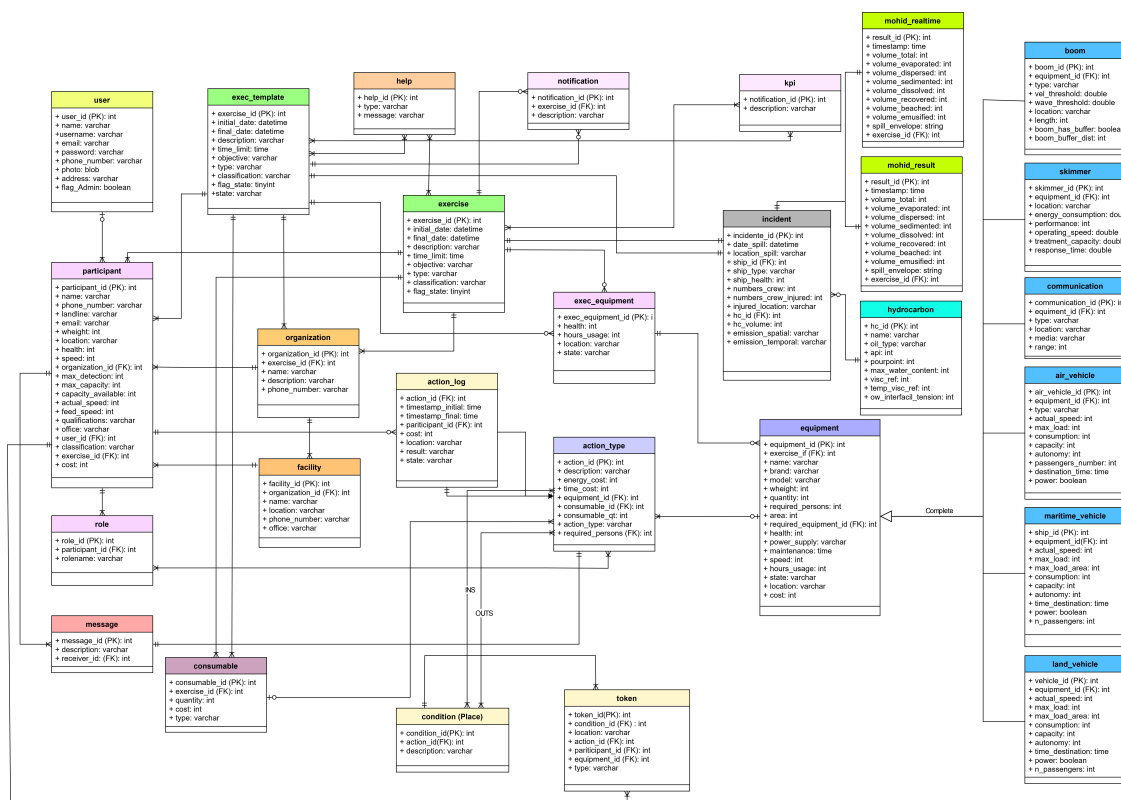 user
+ user_id (PK): int
+ name: varchar
+username: varchar
+ email: varchar
+ password: varchar
+ phone_number: varchar
+ photo: blob
+ address: varchar
+ flag_Admin: boolean
exec_template
+ exercise_id (PK): int
+ initial_date: datetime
+ final_date: datetime
+ description: varchar
+ time_limit: time
+ objective: varchar
+ type: varchar
+ classification: varchar
+ flag_state: tinyint
+state: varchar
help
+ help_id (PK): int
+ type: varchar
+ message: varchar
notification
+ notification_id (PK): int
+ exercise_id (FK): int
+ description: varchar
kpi
+ notification_id (PK): int
+ description: varchar
mohid_realtime
+ result_id (PK): int
+ timestamp: time
+ volume_total: int
+ volume_evaporated: int
+ volume_dispersed: int
+ volume_sedimented: int
+ volume_dissolved: int
+ volume_recovered: int
+ volume_beached: int
+ volume_emusified: int
+ spill_envelope: string
+ exercise_id (FK): int
boom
+ boom_id (PK): int
+ equipment_id (FK): int
+ type: varchar
+ vel_threshold: double
+ wave_threshold: double
+ location: varchar
+ length: int
+ boom_has_buffer: boolea
+ boom_buffer_dist: int
mohid_result
+ result_id (PK): int
+ timestamp: time
+ volume_total: int
+ volume_evaporated: int
+ volume_dispersed: int
+ volume_sedimented: int
+ volume_dissolved: int
+ volume_recovered: int
+ volume_beached: int
+ volume_emusified: int
+ spill_envelope: string
+ exercise_id (FK): int
skimmer
+ skimmer_id (PK): int
+ equipment_id (FK): int
+ location: varchar
+ energy_consumption: dou
+ performance: int
+ operating_speed: double
+ treatment_capacity: doubl
+ response_time: double
exercise
+ exercise_id (PK): int
+ initial_date: datetime
+ final_date: datetime
+ description: varchar
+ time_limit: time
+ objective: varchar
+ type: varchar
+ classification: varchar
+ flag_state: tinyint
incident
+ incidente_id (PK): int
+ date_spill: datetime
+ location_spill: varchar
+ ship_id (FK): int
+ ship_type: varchar
+ ship_health: int
+ numbers_crew: int
+ numbers_crew_injured: int
+ injured_location: varchar
+ hc_id (FK): int
+ hc_volume: int
+ emission_spatial: varchar
+ emission_temporal: varchar
participant
+ participant_id (PK): int
+ name: varchar
+ phone_number: varchar
+ landline: varchar
+ email: varchar
+ wheight: int
+ location: varchar
+ health: int
+ speed: int
+ organization_id (FK): int
+ max_detection: int
+ max_capacity: int
+ capacity_available: int
+ actual_speed: int
+ feed_speed: int
+ qualifications: varchar
+ office: varchar
+ user_id (FK): int
+ classification: varchar
+ exercise_id (FK): int
+ cost: int
exec_equipment
+ exec_equipment_id (PK): i
+ health: int
+ hours_usage: int
+ location: varchar
+ state: varchar
hydrocarbon
+ hc_id (PK): int
+ name: varchar
+ oil_type: varchar
+ api: int
+ pourpoint: int
+ max_water_content: int
+ visc_ref: int
+ temp_visc_ref: int
+ ow_interfacil_tension: int
communication
+ communication_id (PK): in
+ equiment_id (FK): int
+ type: varchar
+ location: varchar
+ media: varchar
+ range: int
organization
+ organization_id (PK): int
+ exercise_id (FK): int
+ name: varchar
+ description: varchar
+ phone_number: varchar
action_log
+ action_id (FK): int
+ timestamp_initial: time
+ timestamp_final: time
+ pariticipant_id (FK): int
+ cost: int
+ location: varchar
+ result: varchar
+ state: varchar
air_vehicle
+ air_vehicle_id (PK): int
+ equipment_id (FK): int
+ type: varchar
+ actual_speed: int
+ max_load: int
+ consumption: int
+ capacity: int
+ autonomy: int
+ passengers_number: int
+ destination_time: time
+ power: boolean
action_type
+ action_id (PK): int
+ description: varchar
+ energy_cost: int
+ time_cost: int
+ equipment_id (FK): int
+ consumable_id (FK): int
+ consumable_qt: int
+ action_type: varchar
+ required_persons (FK): int
equipment
+ equipment_id (PK): int
+ exercise_if (FK): int
+ name: varchar
+ brand: varchar
+ model: varchar
+ wheight: int
+ quantity: int
+ required_persons: int
+ area: int
+ required_equipment_id (FK): int
+ health: int
+ power_supply: varchar
+ maintenance: time
+ speed: int
+ hours_usage: int
+ state: varchar
+ location: varchar
+ cost: int
Complete
facility
+ facility_id (PK): int
+ organization_id (FK): int
+ name: varchar
+ location: varchar
+ phone_number: varchar
+ office: varchar
maritime_vehicle
+ ship_id (PK): int
+ equipment_id(FK): int
+ actual_speed: int
+ max_load: int
+ max_load_area: int
+ consumption: int
+ capacity: int
+ autonomy: int
+ time_destination: time
+ power: boolean
+ n_passengers: int
role
+ role_id (PK): int
+ participant_id (FK): int
+ rolename: varchar
INS
OUTS
message
+ message_id (PK): int
+ description: varchar
+ receiver_id: (FK): int
consumable
+ consumable_id (PK): int
+ exercise_id (FK): int
+ quantity: int
+ cost: int
+ type: varchar
condition (Place)
+ condition_id(PK): int
+ action_id(FK): int
+ description: varchar
token
+ token_id(PK): int
+ condition_id (FK) : int
+ location: varchar
+ action_id (FK): int
+ pariticipant_id (FK): int
+ equipment_id (FK): int
+ type: varchar
land_vehicle
+ vehicle_id (PK): int
+ equipment_id (FK): int
+ actual_speed: int
+ max_load: int
+ max_load_area: int
+ consumption: int
+ capacity: int
+ autonomy: int
+ time_destination: time
+ power: boolean
+ n_passengers: int